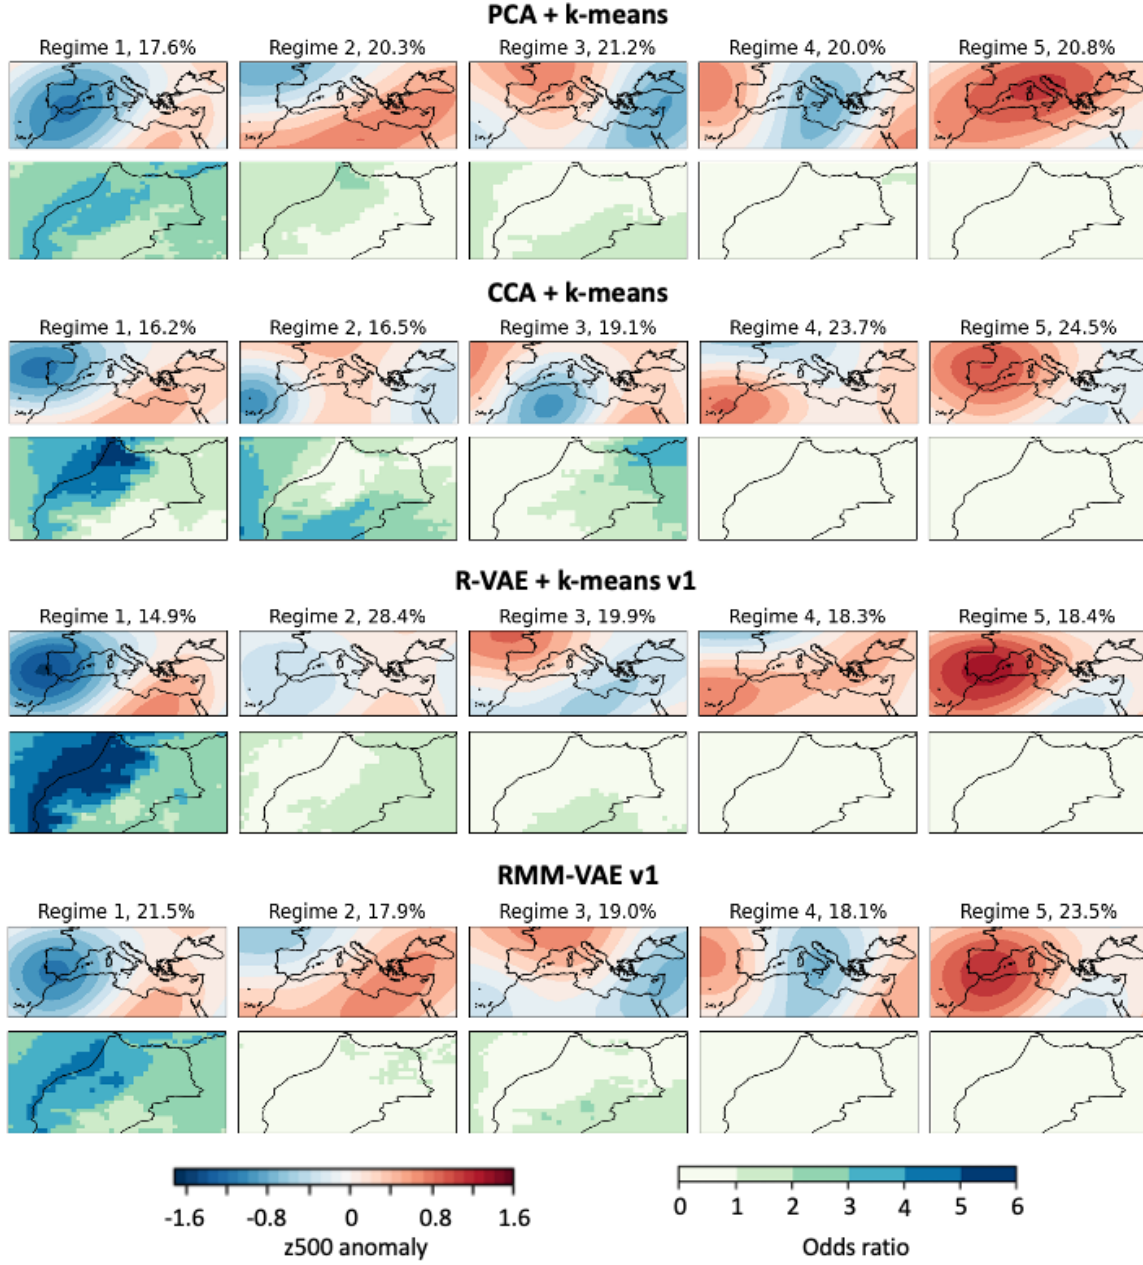 PCA + k-means
Regime 1, 17.6% Regime 2, 20.3% Regime 3, 21.2% Regime 4, 20.0% Regime 5, 20.8%
CCA + k-means
Regime 1, 16.2% Regime 2, 16.5% Regime 3, 19.1% Regime 4, 23.7% Regime 5, 24.5%
R-VAE + k-means v1
Regime 1, 14.9% Regime 2, 28.4% Regime 3, 19.9% Regime 4, 18.3% Regime 5, 18.4%
RMM-VAE v1
Regime 1, 21.5% Regime 2, 17.9% Regime 3, 19.0% Regime 4, 18.1% Regime 5, 23.5%
-1.6 -0.8 0 0.8 1.6 0 1 2 3 4 5 6
z500 anomaly Odds ratio